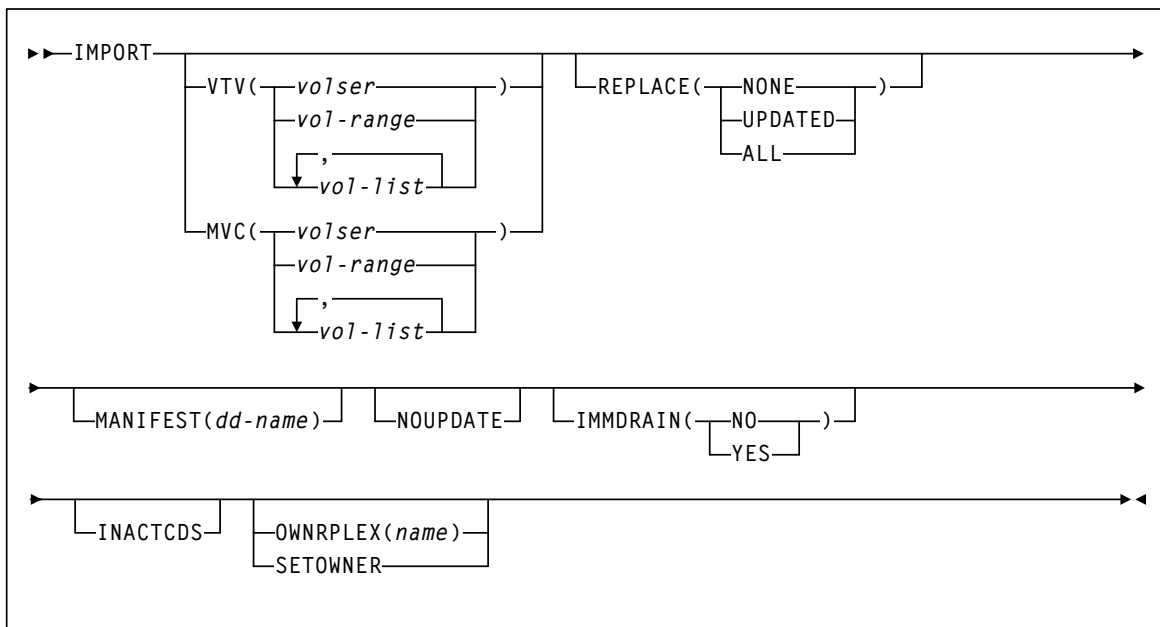 IMPORT
VTV( volser )
vol-range
,
vol-list
MVC( volser )
vol-range
,
vol-list
REPLACE( NONE )
UPDATED
ALL
MANIFEST(dd-name)
NOUPDATE
IMMDRAIN( NO )
YES
INACTCDS
OWNRPLEX(name)
SETOWNER